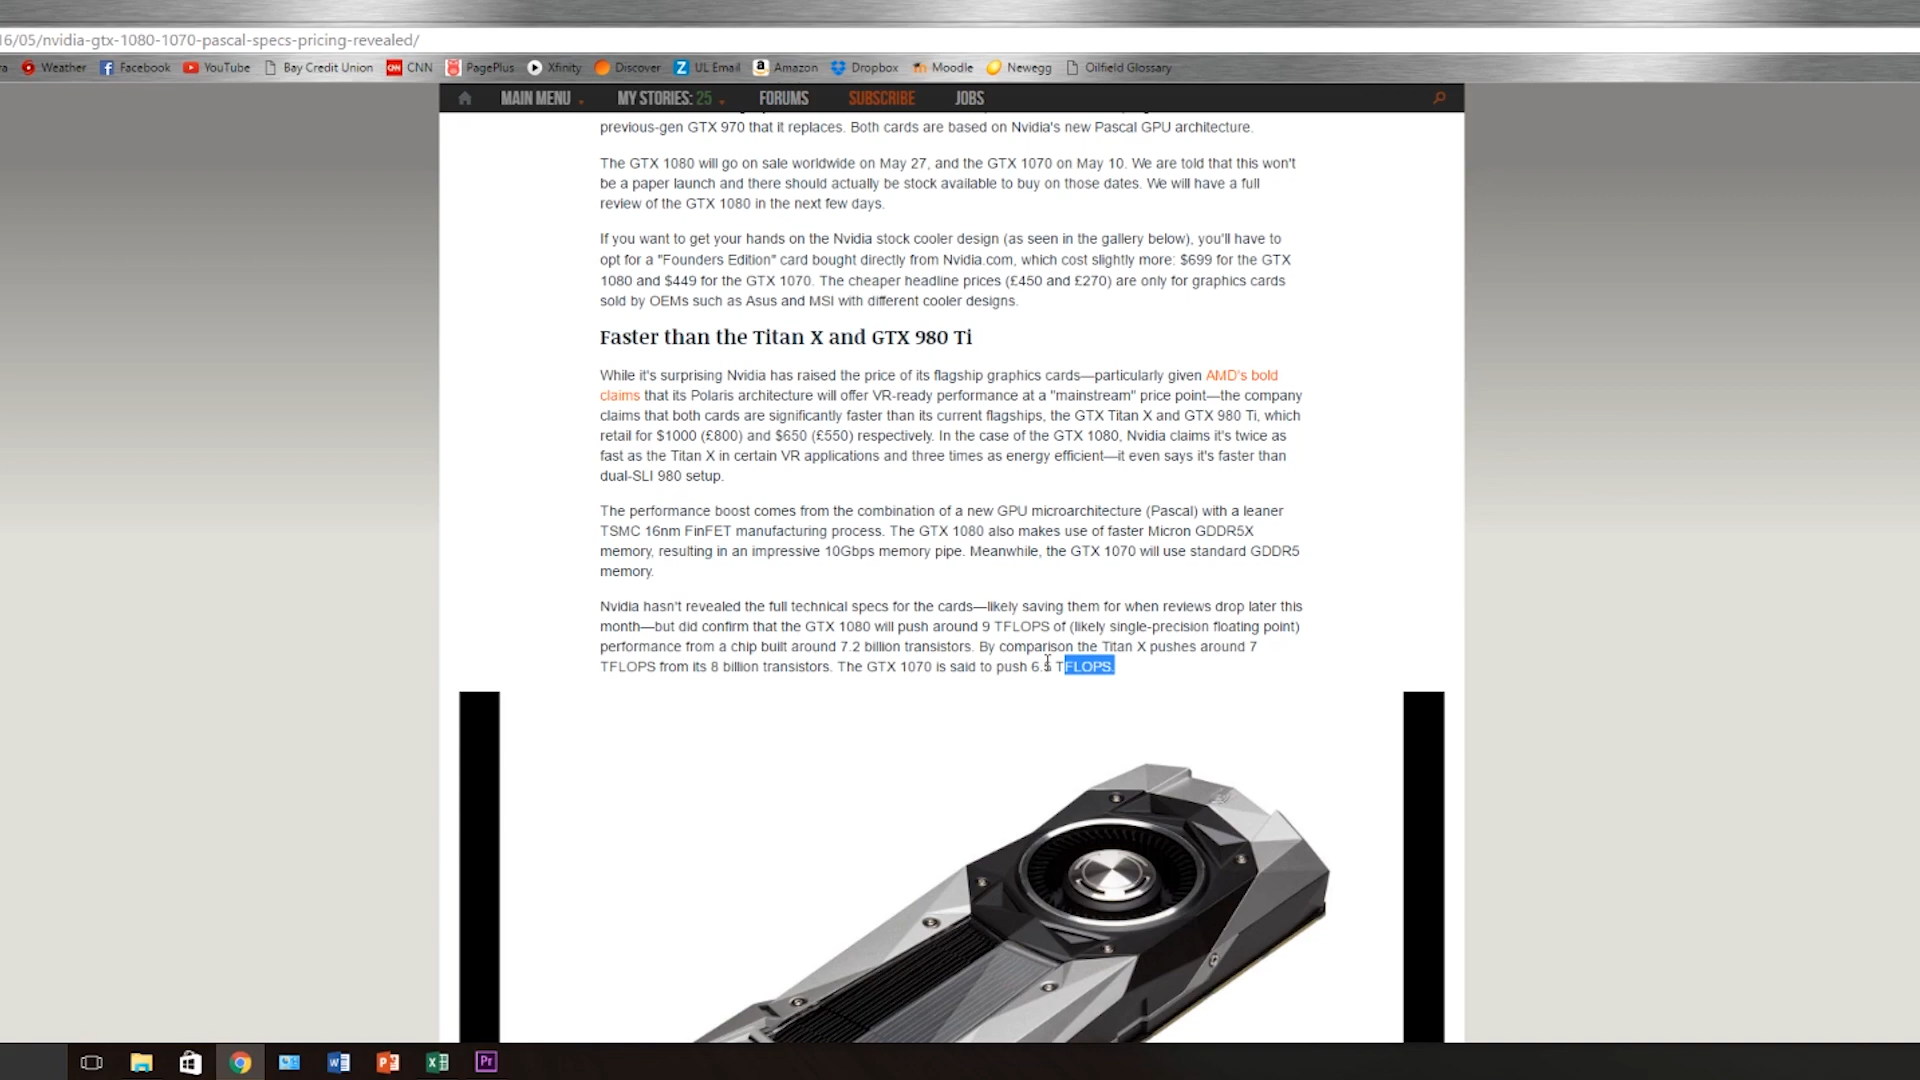 16/05/nvidia-gtx-1080-1070-pascal-specs-pricing-revealed/
Weather Facebook YouTube Bay Credit Union CNN PagePlus Xfinity Discover UL Email Amazon Dropbox Moodle Newegg Oilfield Glossary
MAIN MENU MY STORIES: 25 FORUMS SUBSCRIBE JOBS
previous-gen GTX 970 that it replaces. Both cards are based on Nvidia's new Pascal GPU architecture.
The GTX 1080 will go on sale worldwide on May 27, and the GTX 1070 on May 10. We are told that this won't
be a paper launch and there should actually be stock available to buy on those dates. We will have a full
review of the GTX 1080 in the next few days.
If you want to get your hands on the Nvidia stock cooler design (as seen in the gallery below), you'll have to
opt for a "Founders Edition" card bought directly from Nvidia.com, which cost slightly more: $699 for the GTX
1080 and $449 for the GTX 1070. The cheaper headline prices (£450 and £270) are only for graphics cards
sold by OEMs such as Asus and MSI with different cooler designs.
Faster than the Titan X and GTX 980 Ti
While it's surprising Nvidia has raised the price of its flagship graphics cards—particularly given AMD's bold
claims that its Polaris architecture will offer VR-ready performance at a "mainstream" price point—the company
claims that both cards are significantly faster than its current flagships, the GTX Titan X and GTX 980 Ti, which
retail for $1000 (£800) and $650 (£550) respectively. In the case of the GTX 1080, Nvidia claims it's twice as
fast as the Titan X in certain VR applications and three times as energy efficient—it even says it's faster than
dual-SLI 980 setup.
The performance boost comes from the combination of a new GPU microarchitecture (Pascal) with a leaner
TSMC 16nm FinFET manufacturing process. The GTX 1080 also makes use of faster Micron GDDR5X
memory, resulting in an impressive 10Gbps memory pipe. Meanwhile, the GTX 1070 will use standard GDDR5
memory.
Nvidia hasn't revealed the full technical specs for the cards—likely saving them for when reviews drop later this
month—but did confirm that the GTX 1080 will push around 9 TFLOPS of (likely single-precision floating point)
performance from a chip built around 7.2 billion transistors. By comparison the Titan X pushes around 7
TFLOPS from its 8 billion transistors. The GTX 1070 is said to push 6.5 TFLOPS.